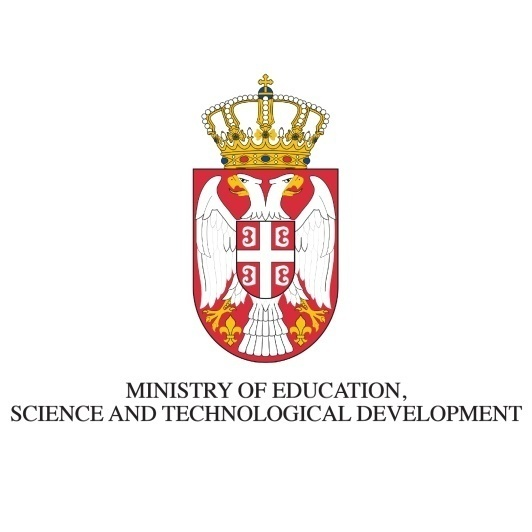 MINISTRY OF EDUCATION,
SCIENCE AND TECHNOLOGICAL DEVELOPMENT